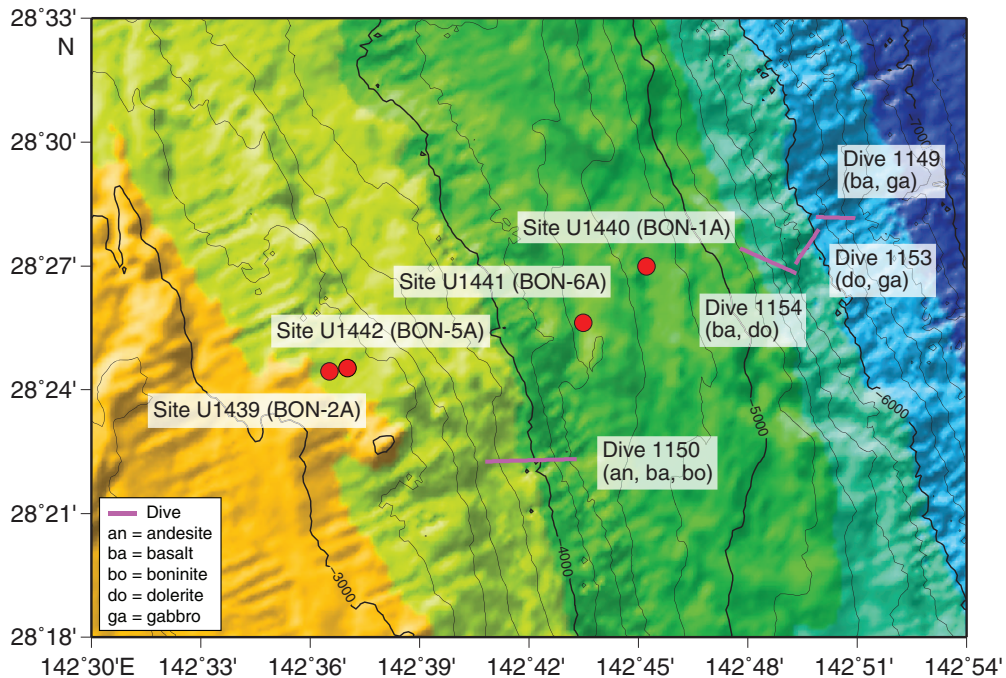 28°33'
N
28°30'
28°27'
28°24'
28°21'
28°18'
-7000
Dive 1149
(ba, ga)
Site U1440 (BON-1A)
Dive 1153
(do, ga)
Site U1441 (BON-6A)
Dive 1154
(ba, do)
Site U1442 (BON-5A)
Site U1439 (BON-2A)
-6000
-5000
Dive 1150
(an, ba, bo)
-4000
-3000
Dive
an = andesite
ba = basalt
bo = boninite
do = dolerite
ga = gabbro
142°30'E
142°33'
142°36'
142°39'
142°42'
142°45'
142°48'
142°51'
142°54'